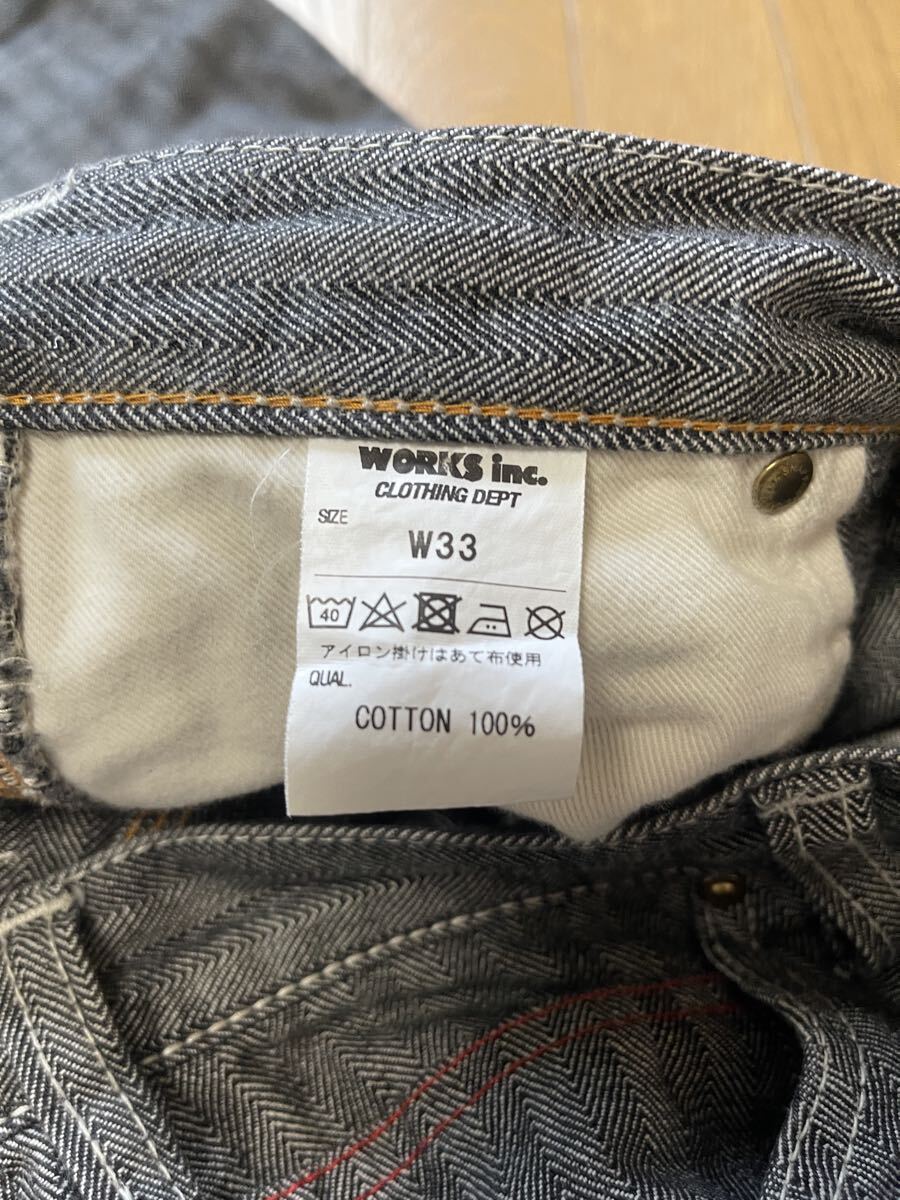 WORKS inc.
CLOTHING DEPT
SIZE
W33
40
アイロン掛けはあて布使用
QUAL.
COTTON 100%